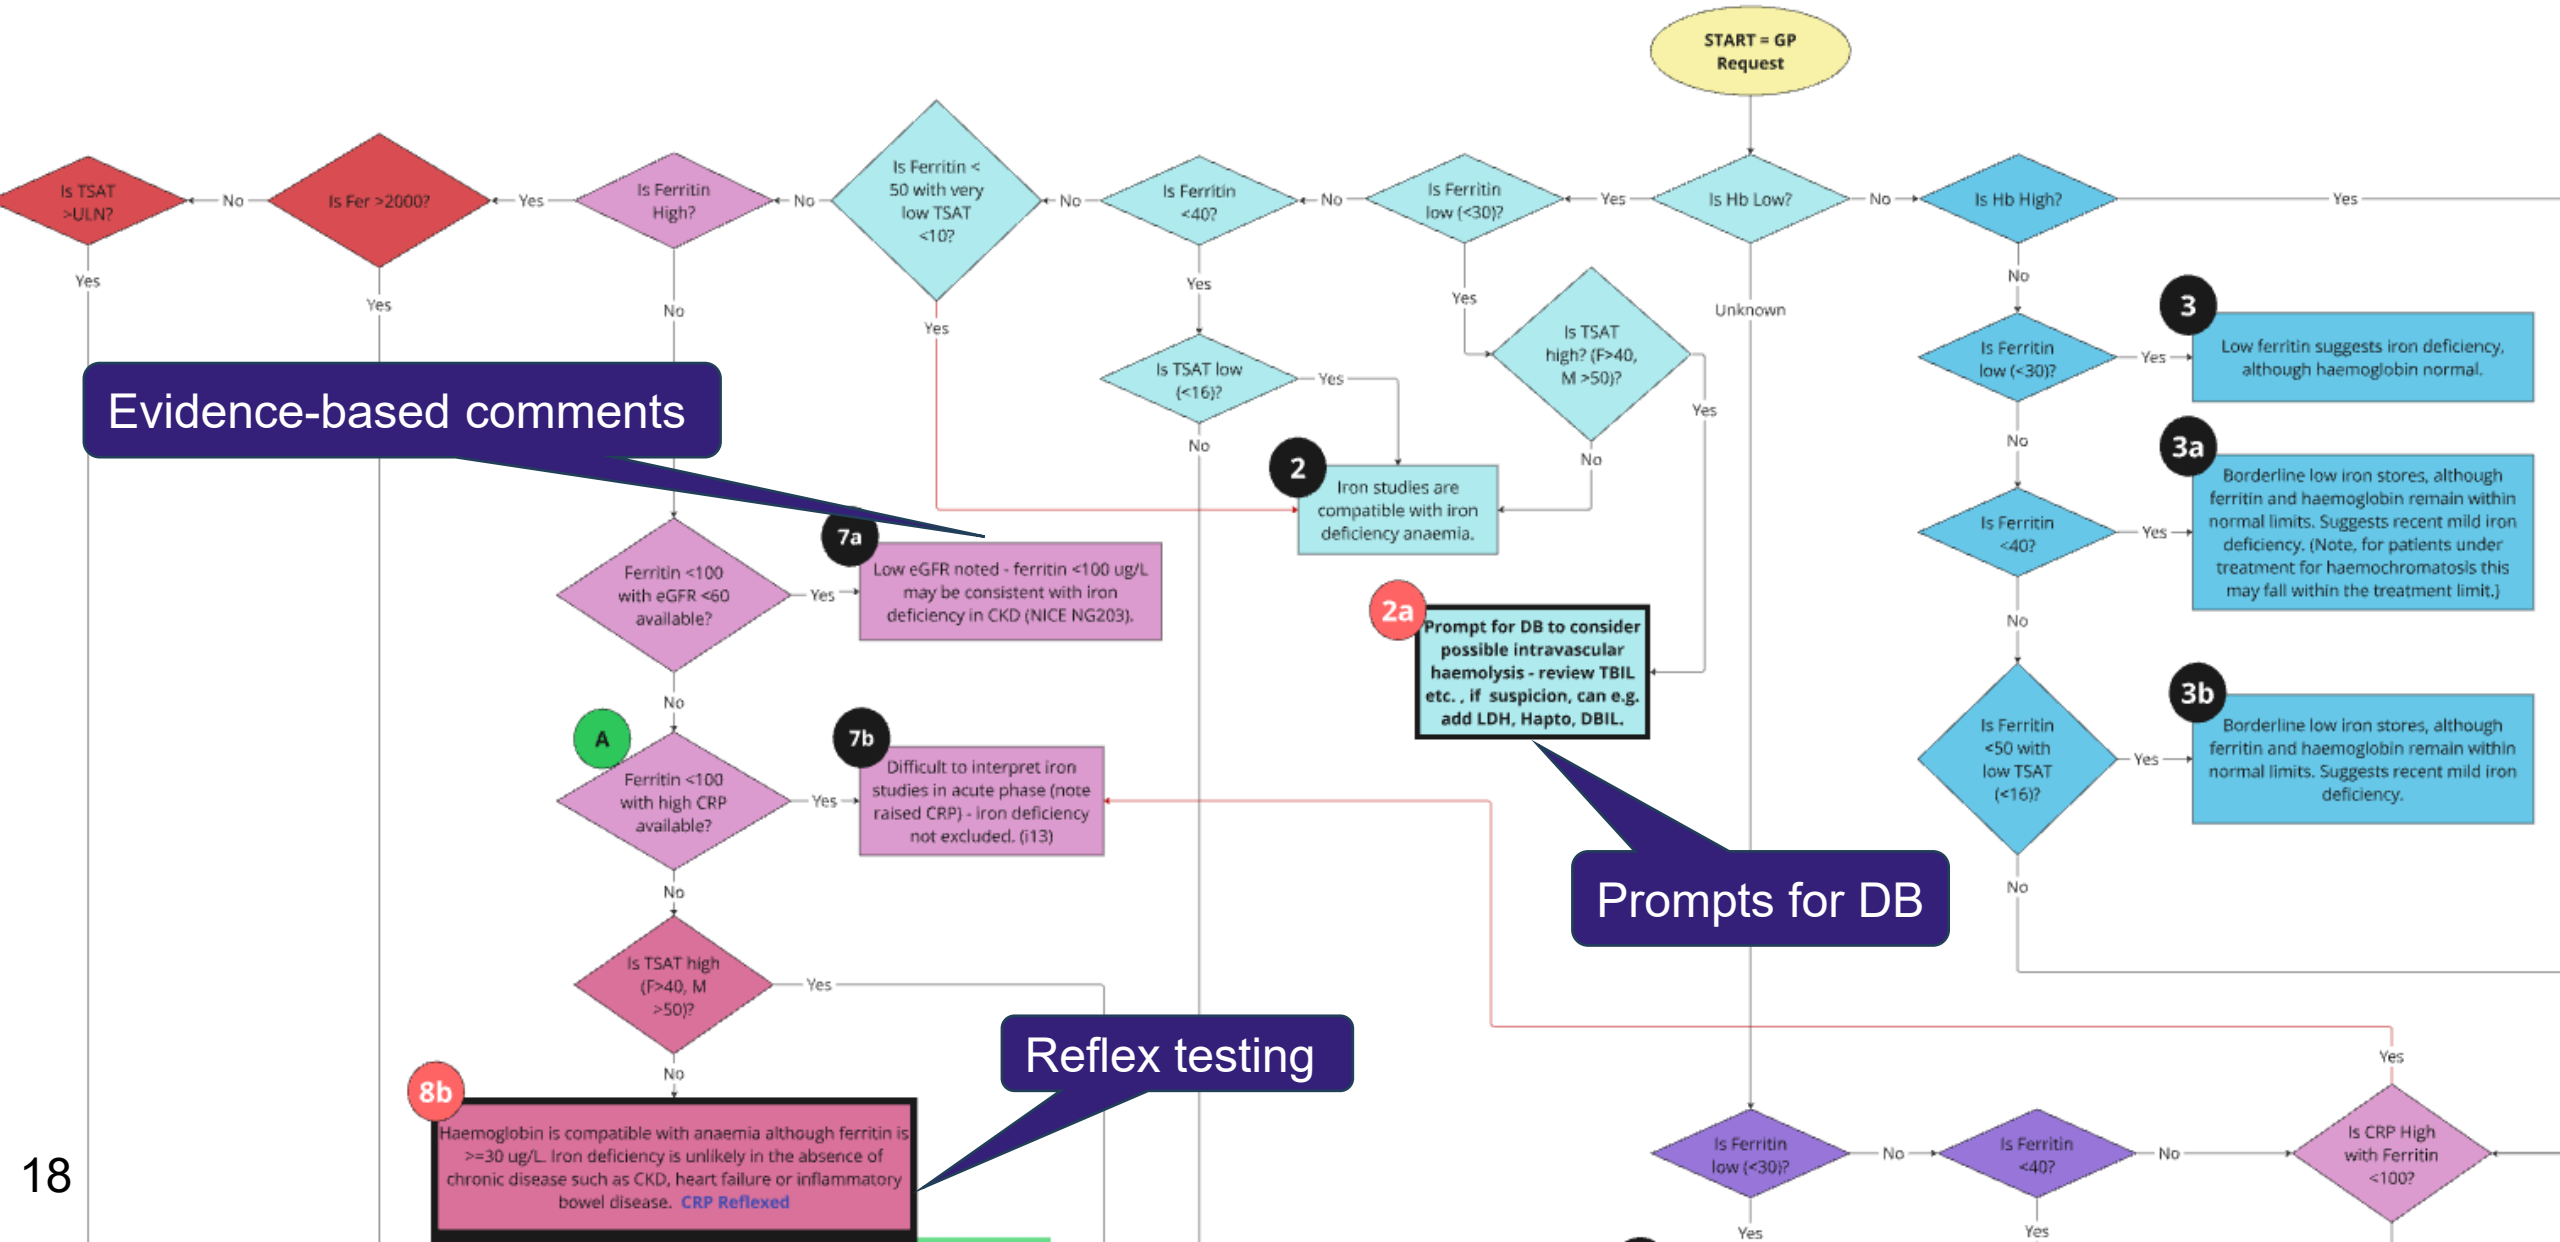 START = GP
Request
Is TSAT
>ULN?
No
Is Fer >2000?
Yes
Is Ferritin
High?
No
Is Ferritin <
50 with very
low TSAT
<10?
No
Is Ferritin
<40?
No
Is Ferritin
low (<30)?
Yes
Is Hb Low?
No
Is Hb High?
Yes
Yes
Yes
No
Yes
Yes
Yes
Unknown
No
Is TSAT low
(<16)?
Yes
No
Is TSAT
high? (F>40,
M >50)?
Yes
No
Is Ferritin
low (<30)?
Yes
3
Low ferritin suggests iron deficiency,
although haemoglobin normal.
No
Evidence-based comments
2
Iron studies are
compatible with iron
deficiency anaemia.
Is Ferritin
<40?
Yes
3a
Borderline low iron stores, although
ferritin and haemoglobin remain within
normal limits. Suggests recent mild iron
deficiency. (Note, for patients under
treatment for haemochromatosis this
may fall within the treatment limit.)
No
Ferritin <100
with eGFR <60
available?
Yes
7a
Low eGFR noted - ferritin <100 ug/L
may be consistent with iron
deficiency in CKD (NICE NG203).
No
2a
Prompt for DB to consider
possible intravascular
haemolysis - review TBIL
etc. , if suspicion, can e.g.
add LDH, Hapto, DBIL.
Is Ferritin
<50 with
low TSAT
(<16)?
Yes
3b
Borderline low iron stores, although
ferritin and haemoglobin remain within
normal limits. Suggests recent mild iron
deficiency.
No
A
Ferritin <100
with high CRP
available?
Yes
7b
Difficult to interpret iron
studies in acute phase (note
raised CRP) - iron deficiency
not excluded. (i13)
No
Prompts for DB
Is TSAT high
(F>40, M
>50)?
Yes
No
Reflex testing
8b
Haemoglobin is compatible with anaemia although ferritin is
>=30 ug/L. Iron deficiency is unlikely in the absence of
chronic disease such as CKD, heart failure or inflammatory
bowel disease. CRP Reflexed
Is Ferritin
low (<30)?
No
Is Ferritin
<40?
No
Is CRP High
with Ferritin
<100?
Yes
Yes
Yes
18